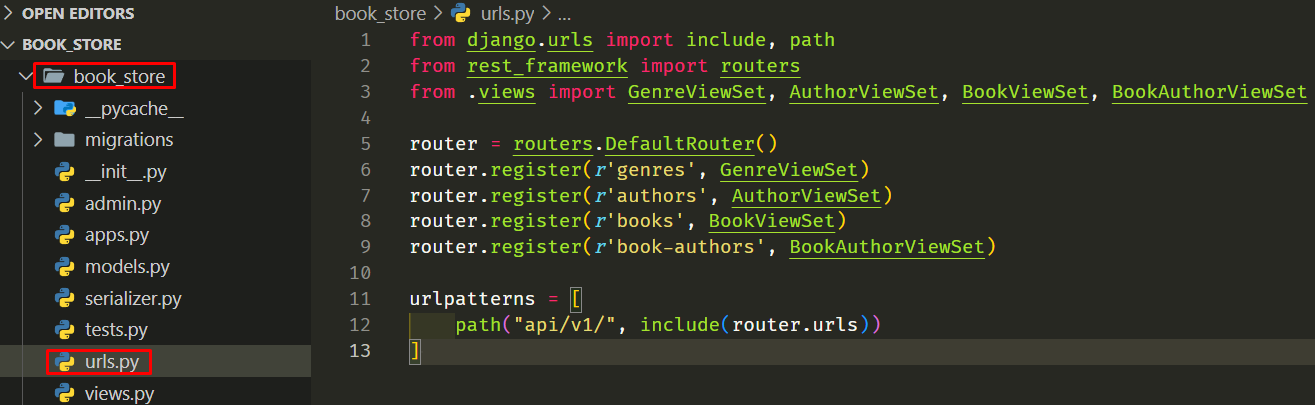 OPEN EDITORS
BOOK_STORE
book_store
__pycache__
migrations
__init__.py
admin.py
apps.py
models.py
serializer.py
tests.py
urls.py
views.py
book_store > urls.py > ...
1 from django.urls import include, path
2 from rest_framework import routers
3 from .views import GenreViewSet, AuthorViewSet, BookViewSet, BookAuthorViewSet
4
5 router = routers.DefaultRouter()
6 router.register(r'genres', GenreViewSet)
7 router.register(r'authors', AuthorViewSet)
8 router.register(r'books', BookViewSet)
9 router.register(r'book-authors', BookAuthorViewSet)
10
11 urlpatterns = [
12     path("api/v1/", include(router.urls))
13 ]